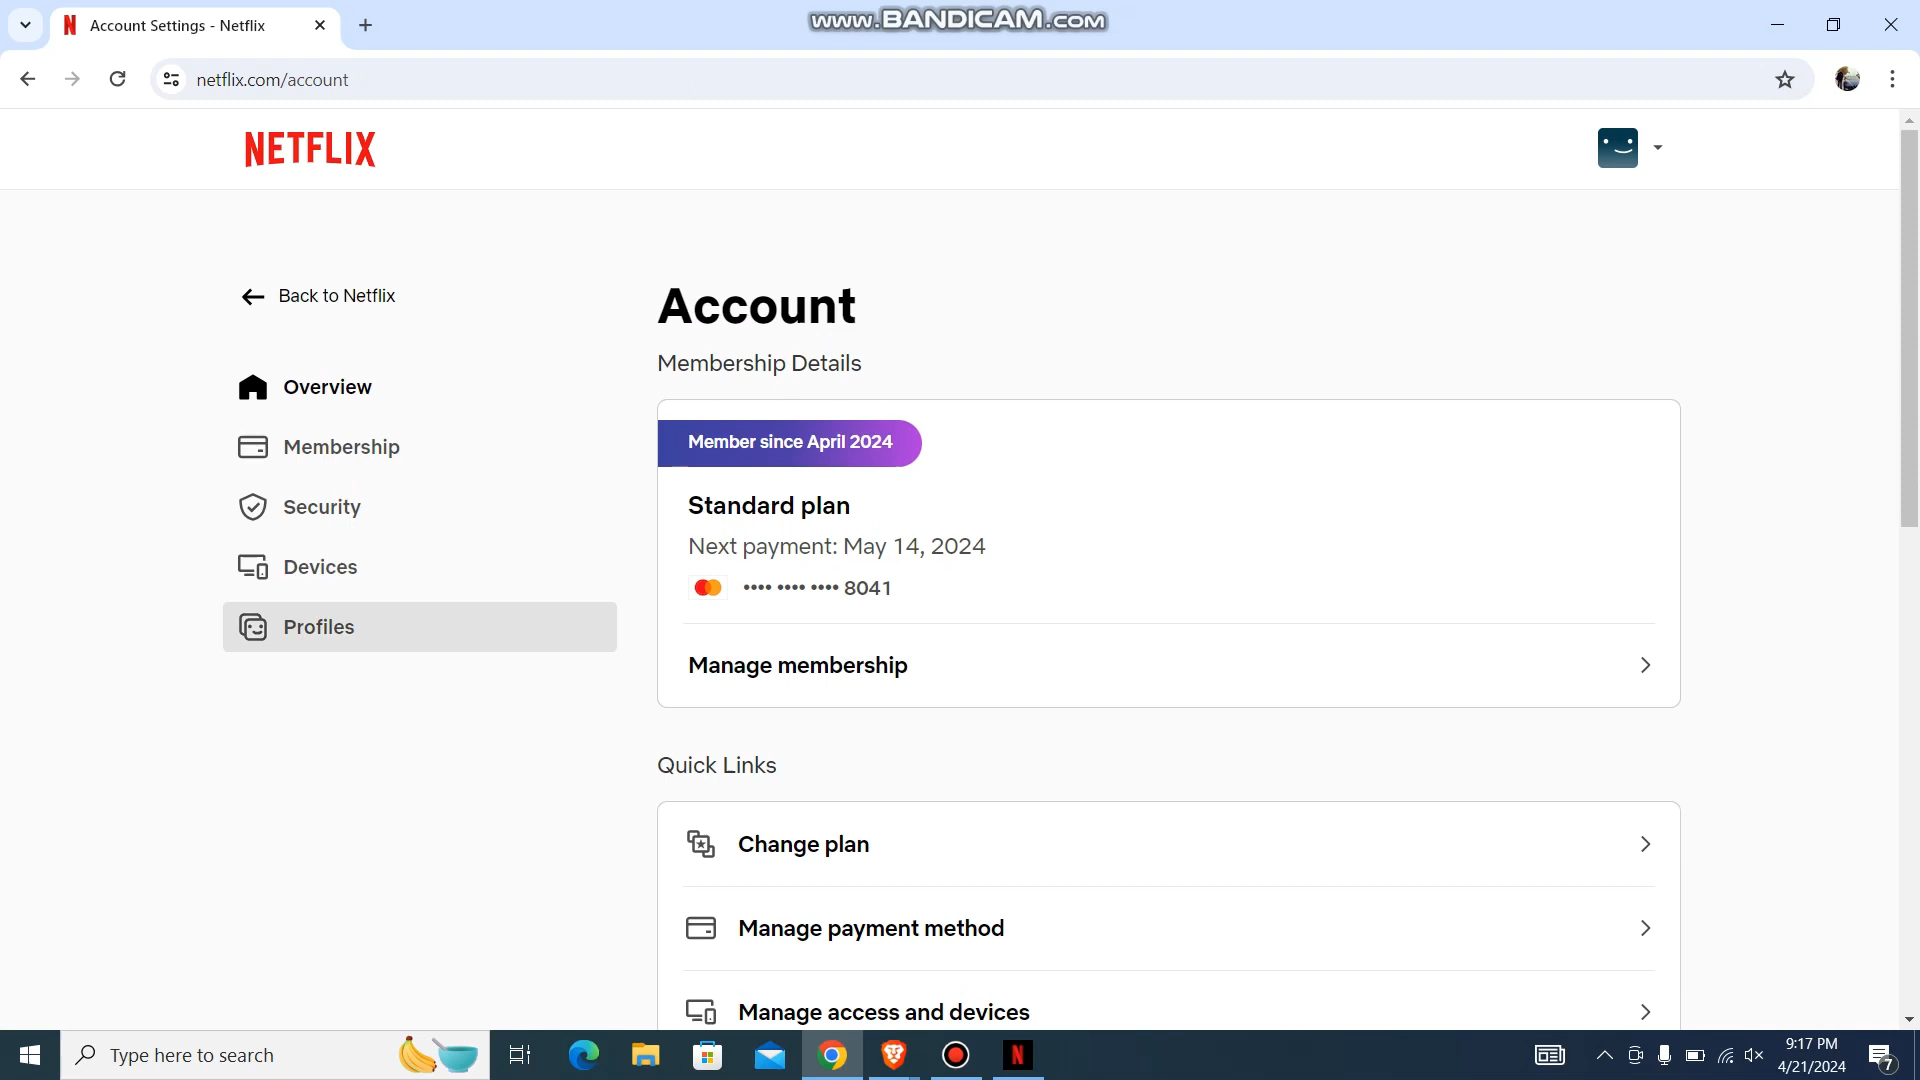 Account Settings - Netflix
www.BANDICAM.com
netflix.com/account
NETFLIX
Back to Netflix
Overview
Membership
Security
Devices
Profiles
Account
Membership Details
Member since April 2024
Standard plan
Next payment: May 14, 2024
•••• •••• •••• 8041
Manage membership
Quick Links
Change plan
Manage payment method
Manage access and devices
Type here to search
9:17 PM
4/21/2024
7